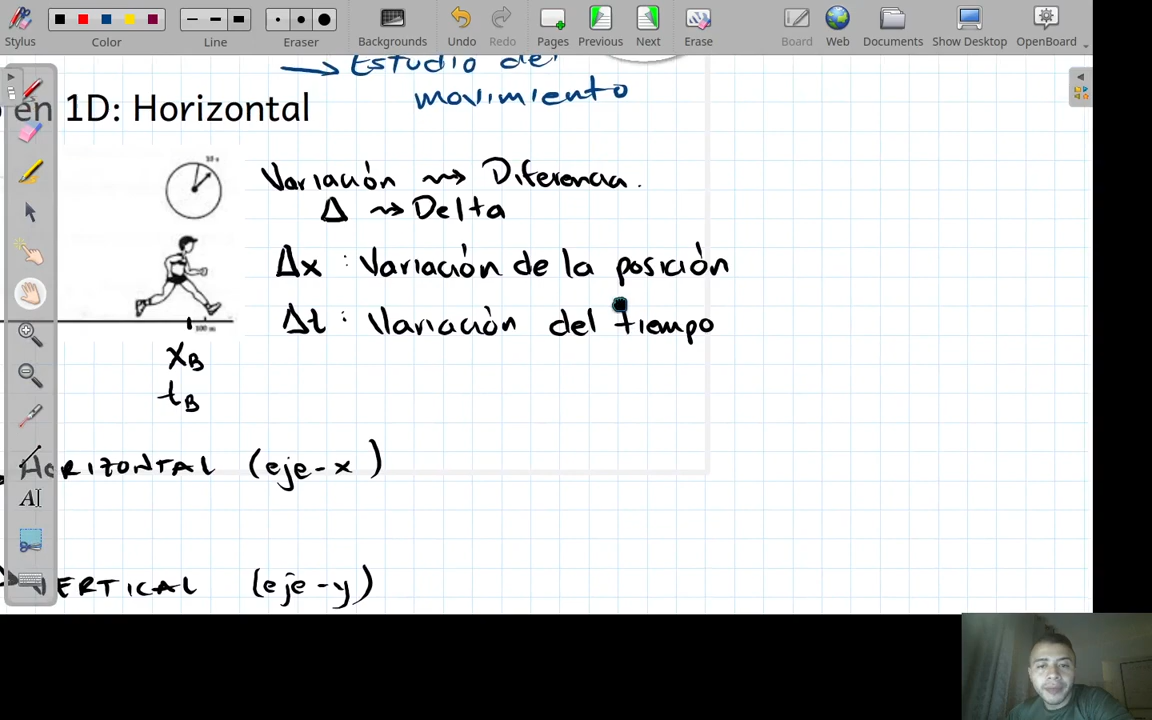 Stylus
Color
Line
Eraser
Backgrounds
Undo
Redo
Pages
Previous
Next
Erase
Board
Web
Documents
Show Desktop
OpenBoard
→ Estudio del
movimiento
en 1D: Horizontal
10 s
Variación ⇝ Diferencia.
Δ ⇝ Delta
Δx : Variación de la posición
Δt : Variación del tiempo
100 m
xB
tB
HORIZONTAL (eje-x)
VERTICAL (eje-y)